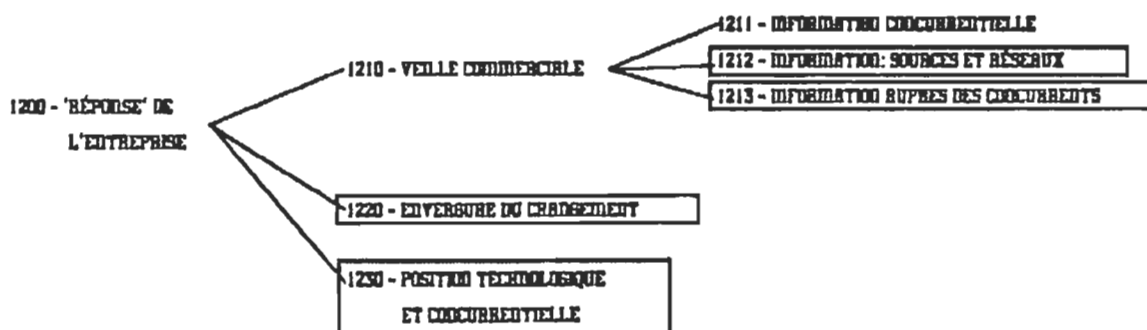 1211 - INFORMATION CONCURRENTIELLE
1210 - VEILLE COMMERCIALE
1212 - INFORMATION: SOURCES ET RÉSEAUX
1213 - INFORMATION AUPRES DES CONCURRENTS
1200 - 'RÉPONSE' DE
L'ENTREPRISE
1220 - ENVERGURE DU CHANGEMENT
1230 - POSITION TECHNOLOGIQUE
ET CONCURRENTIELLE